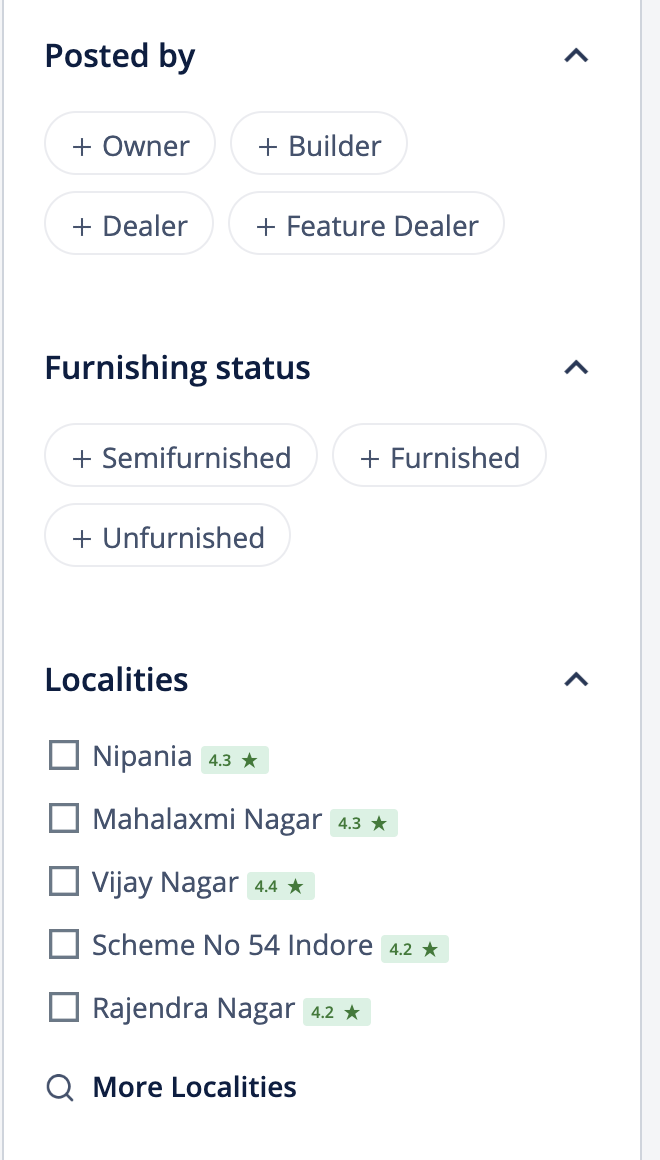 Posted by
+ Owner + Builder
+ Dealer + Feature Dealer
Furnishing status
+ Semifurnished + Furnished
+ Unfurnished
Localities
Nipania 4.3 ★
Mahalaxmi Nagar 4.3 ★
Vijay Nagar 4.4 ★
Scheme No 54 Indore 4.2 ★
Rajendra Nagar 4.2 ★
More Localities